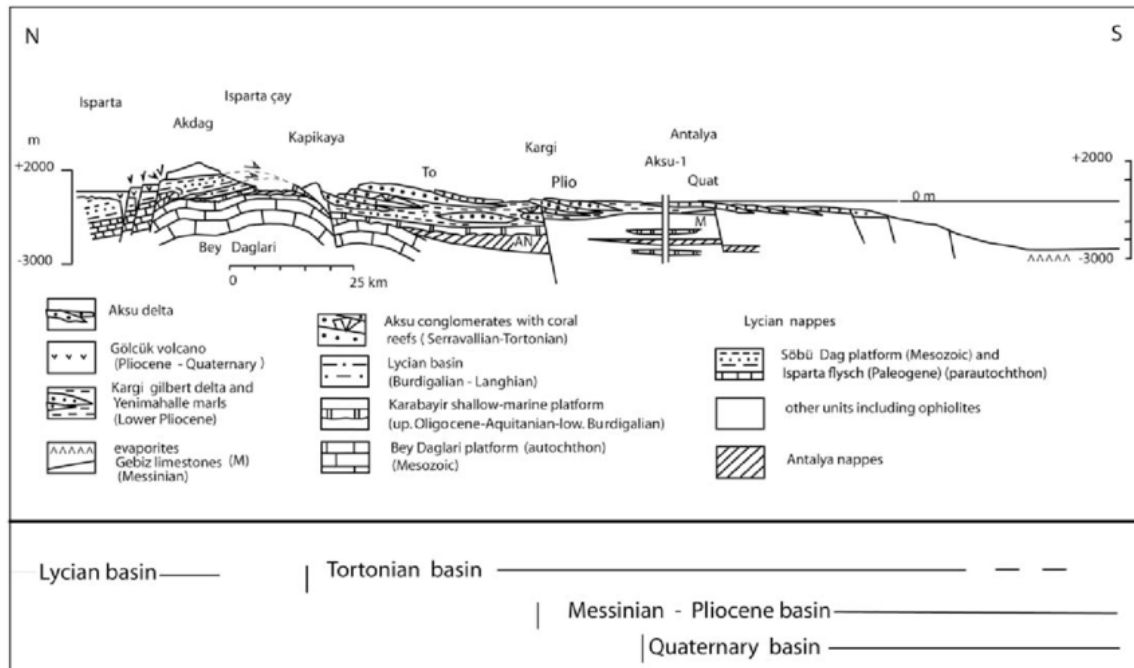 N
S
Isparta çay
Isparta
Akdag
Kapikaya
Antalya
Kargi
m
Aksu-1
+2000
+2000
To
Plio
Quat
0 m
M
AN
Bey Daglari
-3000
-3000
0 25 km
Aksu delta
Gölcük volcano
(Pliocene - Quaternary )
Kargi gilbert delta and
Yenimahalle marls
(Lower Pliocene)
evaporites
Gebiz limestones (M)
(Messinian)
Aksu conglomerates with coral
reefs ( Serravallian-Tortonian)
Lycian basin
(Burdigalian - Langhian)
Karabayir shallow-marine platform
(up. Oligocene-Aquitanian-low. Burdigalian)
Bey Daglari platform (autochthon)
(Mesozoic)
Lycian nappes
Söbü Dag platform (Mesozoic) and
Isparta flysch (Paleogene) (parautochthon)
other units including ophiolites
Antalya nappes
Lycian basin
Tortonian basin
Messinian - Pliocene basin
Quaternary basin